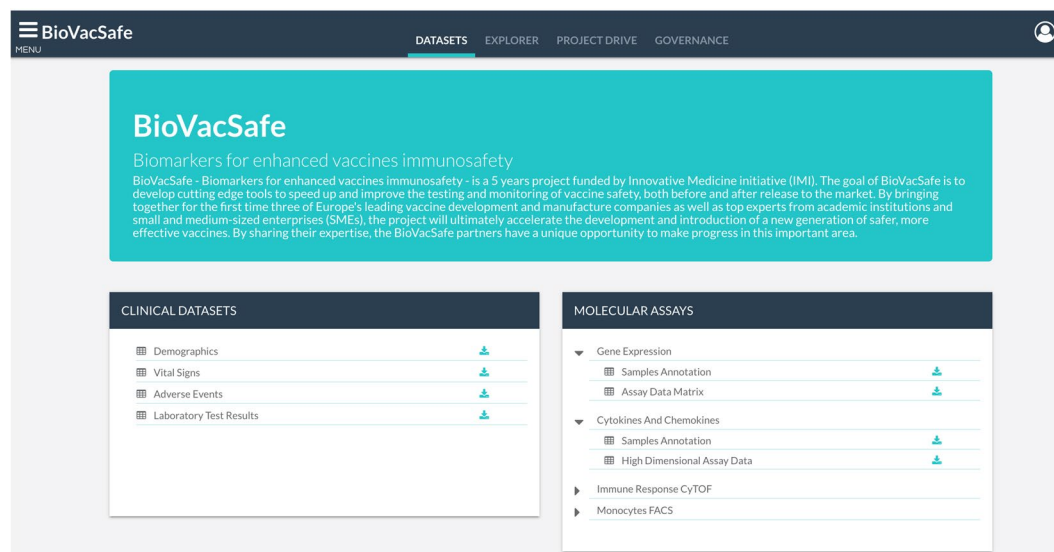 BioVacSafe
MENU
DATASETS EXPLORER PROJECT DRIVE GOVERNANCE
BioVacSafe
Biomarkers for enhanced vaccines immunosafety
BioVacSafe - Biomarkers for enhanced vaccines immunosafety - is a 5 years project funded by Innovative Medicine initiative (IMI). The goal of BioVacSafe is to
develop cutting edge tools to speed up and improve the testing and monitoring of vaccine safety, both before and after release to the market. By bringing
together for the first time three of Europe's leading vaccine development and manufacture companies as well as top experts from academic institutions and
small and medium-sized enterprises (SMEs), the project will ultimately accelerate the development and introduction of a new generation of safer, more
effective vaccines. By sharing their expertise, the BioVacSafe partners have a unique opportunity to make progress in this important area.
CLINICAL DATASETS
Demographics
Vital Signs
Adverse Events
Laboratory Test Results
MOLECULAR ASSAYS
Gene Expression
Samples Annotation
Assay Data Matrix
Cytokines And Chemokines
Samples Annotation
High Dimensional Assay Data
Immune Response CyTOF
Monocytes FACS